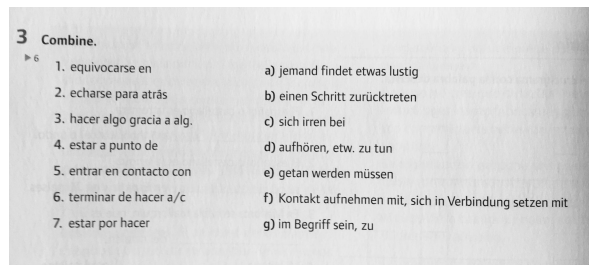 3 Combine.
▶6
1. equivocarse en
a) jemand findet etwas lustig
2. echarse para atrás
b) einen Schritt zurücktreten
3. hacer algo gracia a alg.
c) sich irren bei
4. estar a punto de
d) aufhören, etw. zu tun
5. entrar en contacto con
e) getan werden müssen
6. terminar de hacer a/c
f) Kontakt aufnehmen mit, sich in Verbindung setzen mit
7. estar por hacer
g) im Begriff sein, zu